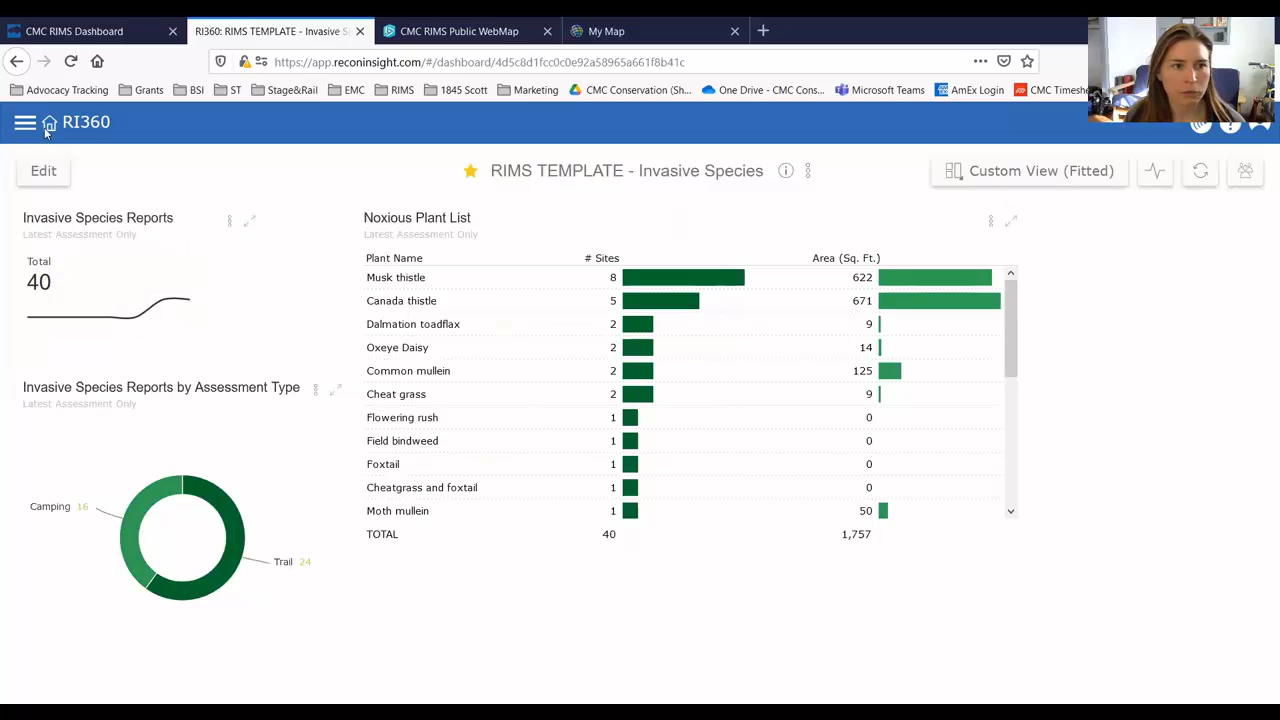 CMC RIMS Dashboard
RI360: RIMS TEMPLATE - Invasive S
CMC RIMS Public WebMap
My Map
https://app.reconinsight.com/#/dashboard/4d5c8d1fcc0c0e92a58965a661f8b41c
Advocacy Tracking
Grants
BSI
ST
Stage&Rail
EMC
RIMS
1845 Scott
Marketing
CMC Conservation (Sh...
One Drive - CMC Cons...
Microsoft Teams
AmEx Login
CMC Timeshe
RI360
Edit
RIMS TEMPLATE - Invasive Species
Custom View (Fitted)
Invasive Species Reports
Latest Assessment Only
Total
40
Invasive Species Reports by Assessment Type
Latest Assessment Only
Camping 16
Trail 24
Noxious Plant List
Latest Assessment Only
Plant Name # Sites Area (Sq. Ft.)
Musk thistle 8 622
Canada thistle 5 671
Dalmation toadflax 2 9
Oxeye Daisy 2 14
Common mullein 2 125
Cheat grass 2 9
Flowering rush 1 0
Field bindweed 1 0
Foxtail 1 0
Cheatgrass and foxtail 1 0
Moth mullein 1 50
TOTAL 40 1,757